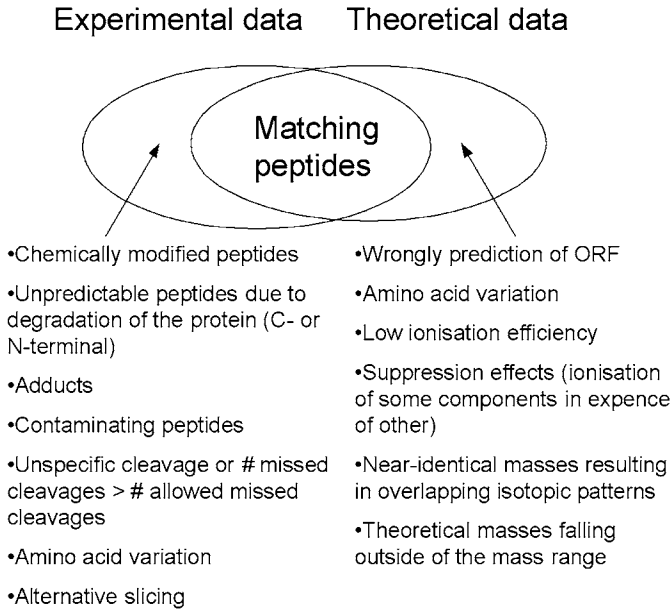 Experimental data
Theoretical data
Matching
peptides
•Chemically modified peptides
•Unpredictable peptides due to
degradation of the protein (C- or
N-terminal)
•Adducts
•Contaminating peptides
•Unspecific cleavage or # missed
cleavages > # allowed missed
cleavages
•Amino acid variation
•Alternative slicing
•Wrongly prediction of ORF
•Amino acid variation
•Low ionisation efficiency
•Suppression effects (ionisation
of some components in expence
of other)
•Near-identical masses resulting
in overlapping isotopic patterns
•Theoretical masses falling
outside of the mass range